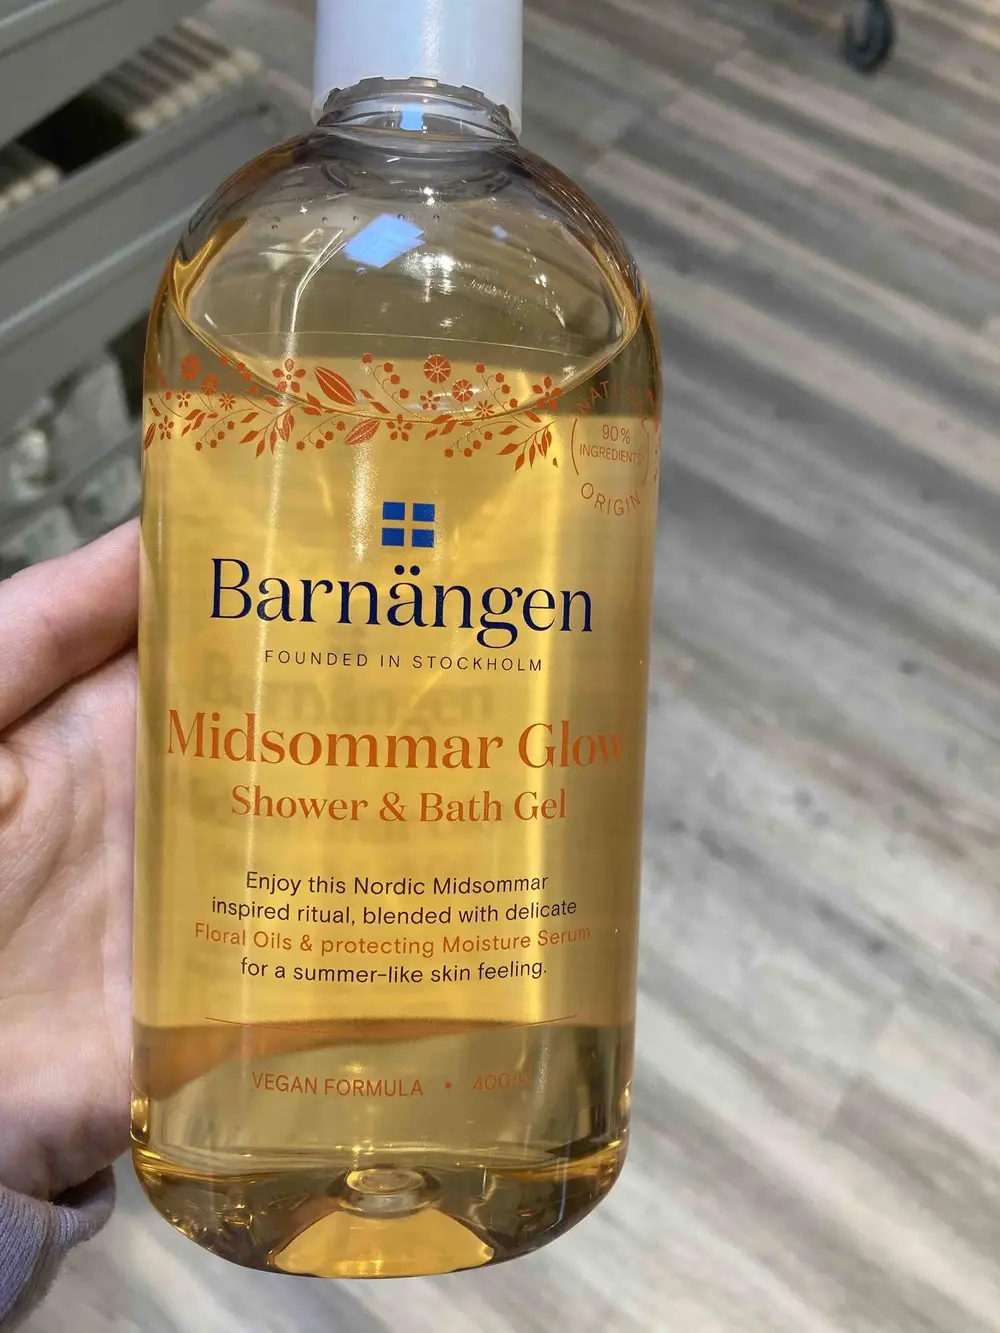 NATURAL
90%
INGREDIENTS*
ORIGIN
Barnängen
FOUNDED IN STOCKHOLM
Midsommar Glow
Shower & Bath Gel
Enjoy this Nordic Midsommar
inspired ritual, blended with delicate
Floral Oils & protecting Moisture Serum
for a summer-like skin feeling.
VEGAN FORMULA • 400ml